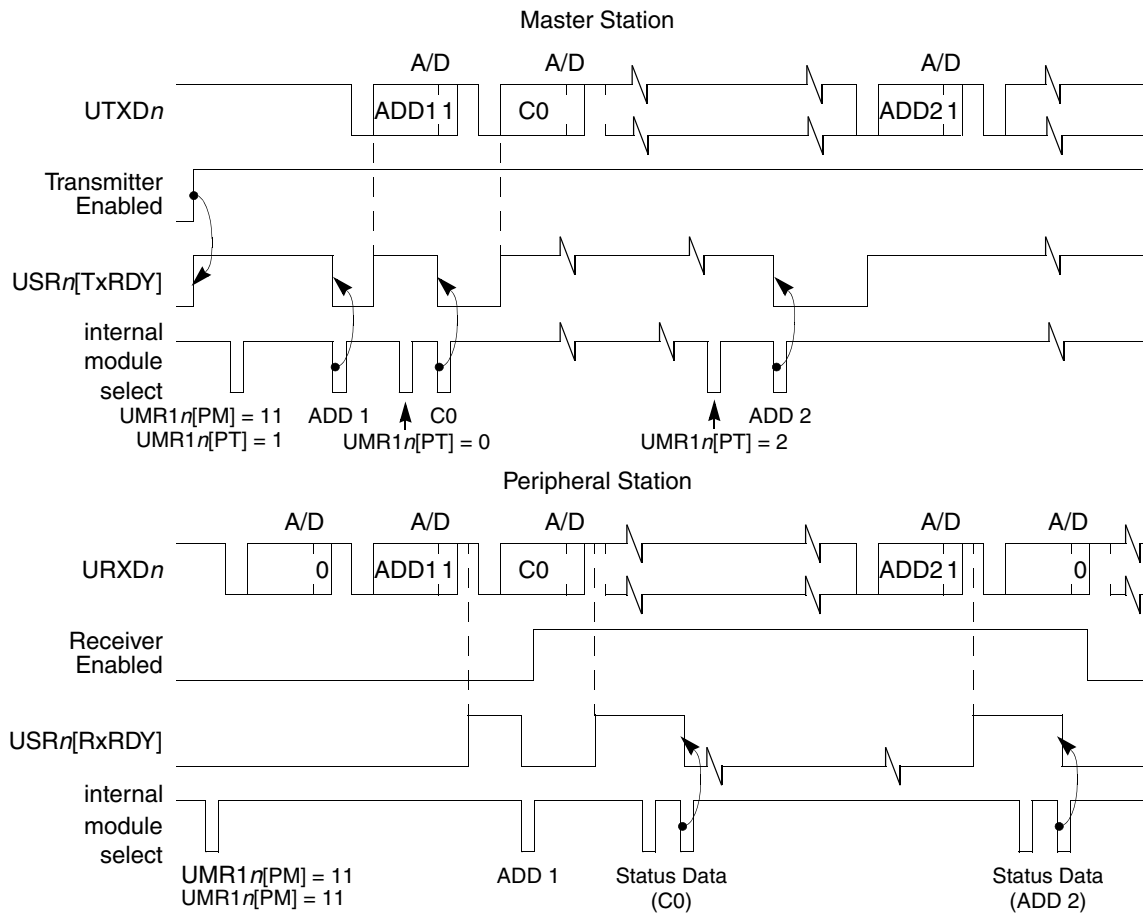 Master Station
A/D A/D A/D
UTXDn ADD1 1 C0 ADD2 1
Transmitter
Enabled
USRn[TxRDY]
internal
module
select
UMR1n[PM] = 11 ADD 1 C0 ADD 2
UMR1n[PT] = 1 UMR1n[PT] = 0 UMR1n[PT] = 2
Peripheral Station
A/D A/D A/D A/D A/D
URXDn 0 ADD1 1 C0 ADD2 1 0
Receiver
Enabled
USRn[RxRDY]
internal
module
select
UMR1n[PM] = 11 ADD 1 Status Data Status Data
UMR1n[PM] = 11 (C0) (ADD 2)